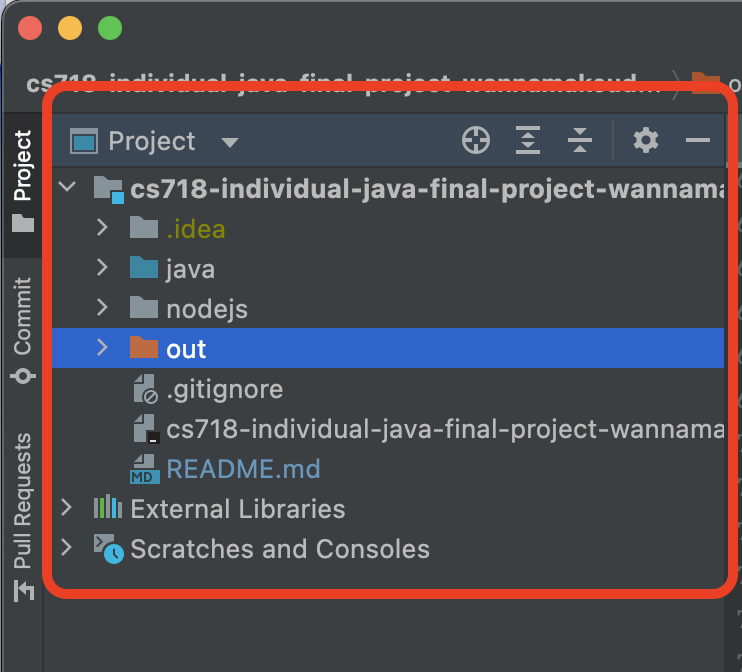 cs718-individual-java-final-project-wannamakeud...
Project
cs718-individual-java-final-project-wannama
.idea
java
nodejs
out
.gitignore
cs718-individual-java-final-project-wannama
MD README.md
External Libraries
Scratches and Consoles
Project
Commit
Pull Requests